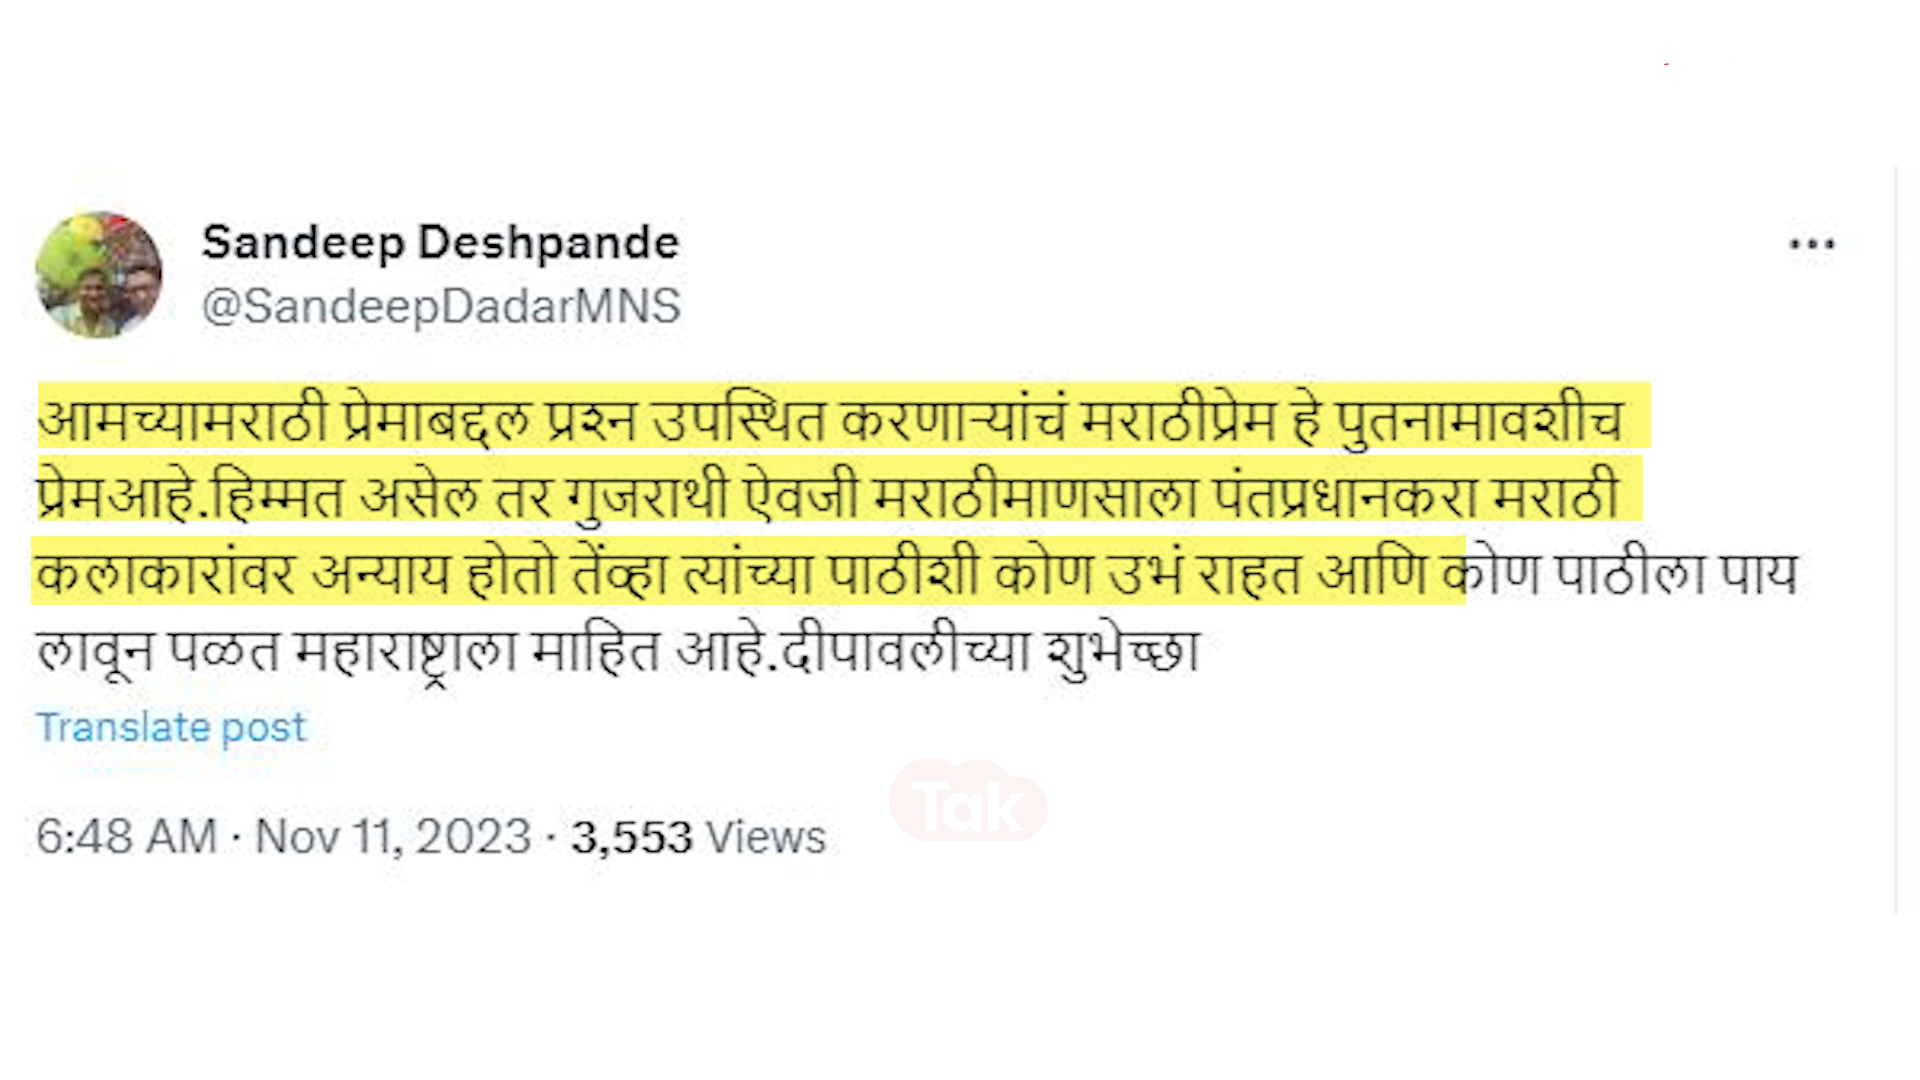 Sandeep Deshpande
@SandeepDadarMNS
आमच्यामराठी प्रेमाबद्दल प्रश्न उपस्थित करणाऱ्यांचं मराठीप्रेम हे पुतनामावशीच
प्रेमआहे.हिम्मत असेल तर गुजराथी ऐवजी मराठीमाणसाला पंतप्रधानकरा मराठी
कलाकारांवर अन्याय होतो तेंव्हा त्यांच्या पाठीशी कोण उभं राहत आणि कोण पाठीला पाय
लावून पळत महाराष्ट्राला माहित आहे.दीपावलीच्या शुभेच्छा
Translate post
Tak
6:48 AM · Nov 11, 2023 · 3,553 Views